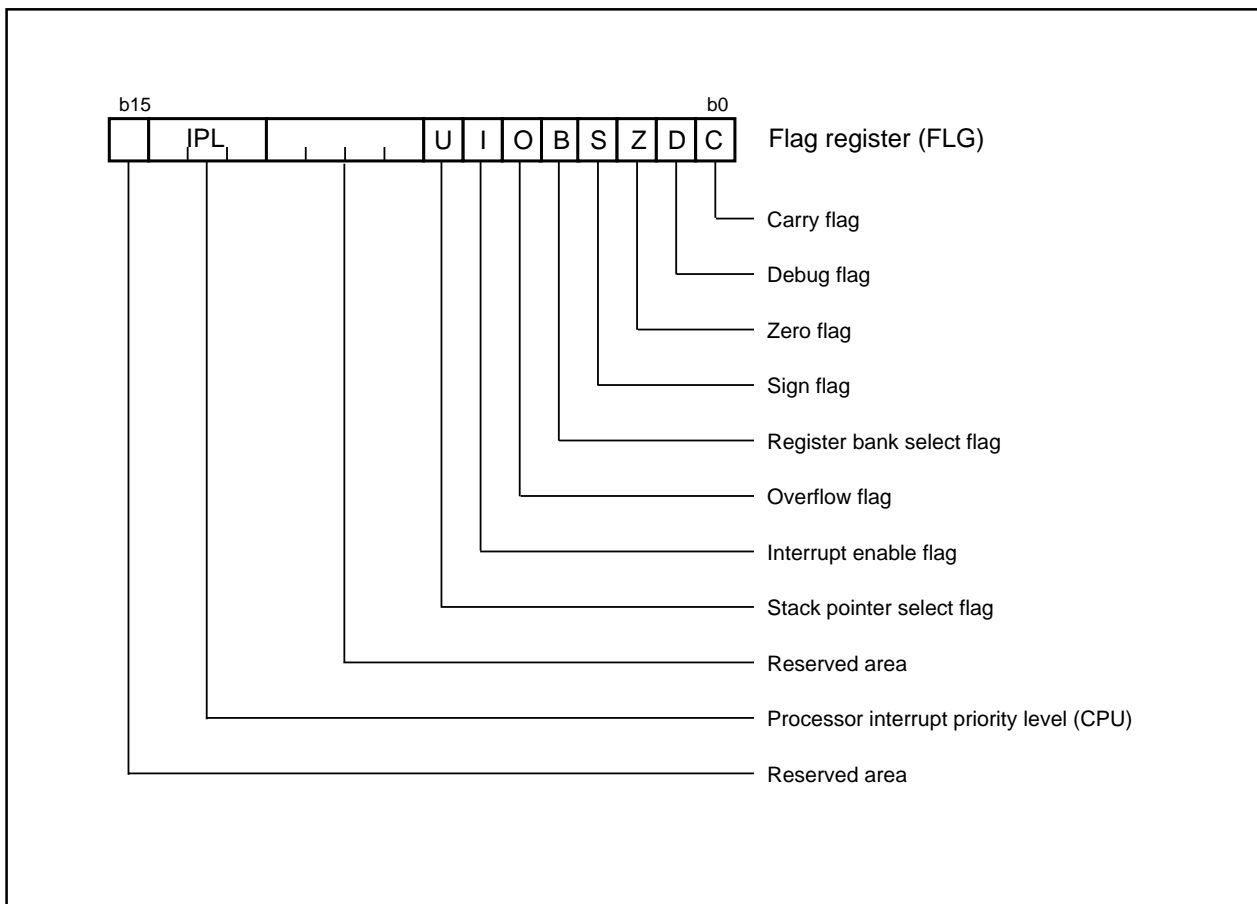 b15 b0
IPL U I O B S Z D C Flag register (FLG)
Carry flag
Debug flag
Zero flag
Sign flag
Register bank select flag
Overflow flag
Interrupt enable flag
Stack pointer select flag
Reserved area
Processor interrupt priority level (CPU)
Reserved area